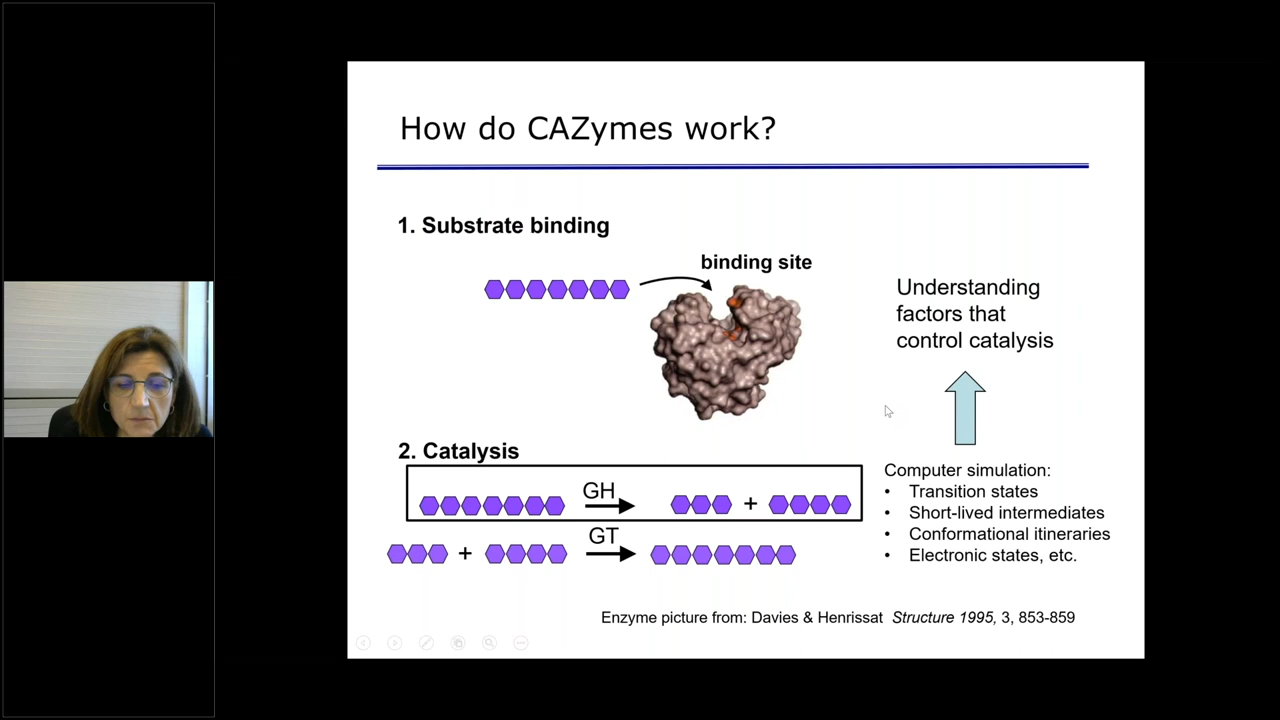 How do CAZymes work?
1. Substrate binding
binding site
Understanding
factors that
control catalysis
2. Catalysis
GH
+
GT
+
Computer simulation:
• Transition states
• Short-lived intermediates
• Conformational itineraries
• Electronic states, etc.
Enzyme picture from: Davies & Henrissat Structure 1995, 3, 853-859